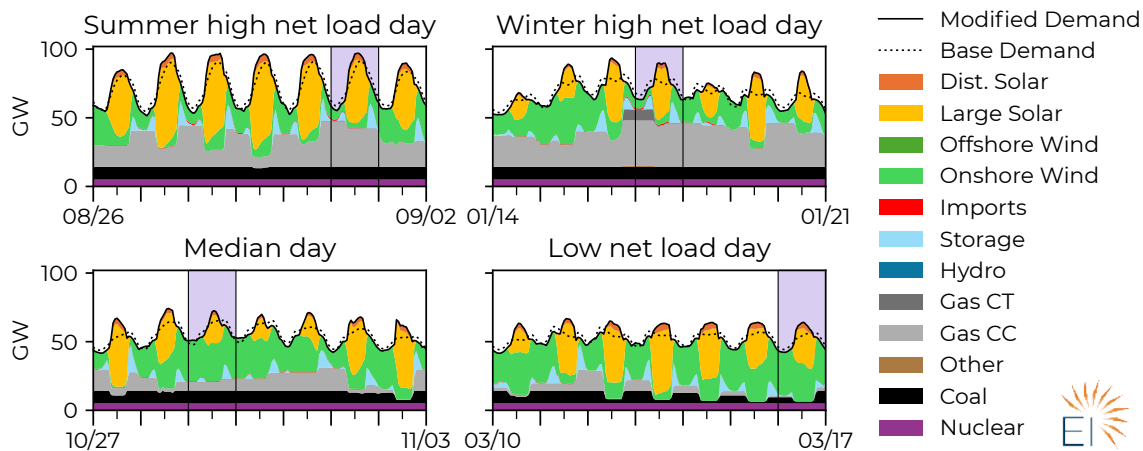 Summer high net load day
Winter high net load day
100
50
0
GW
08/26
09/02
01/14
01/21
Median day
Low net load day
100
50
0
GW
10/27
11/03
03/10
03/17
Modified Demand
Base Demand
Dist. Solar
Large Solar
Offshore Wind
Onshore Wind
Imports
Storage
Hydro
Gas CT
Gas CC
Other
Coal
Nuclear
EI